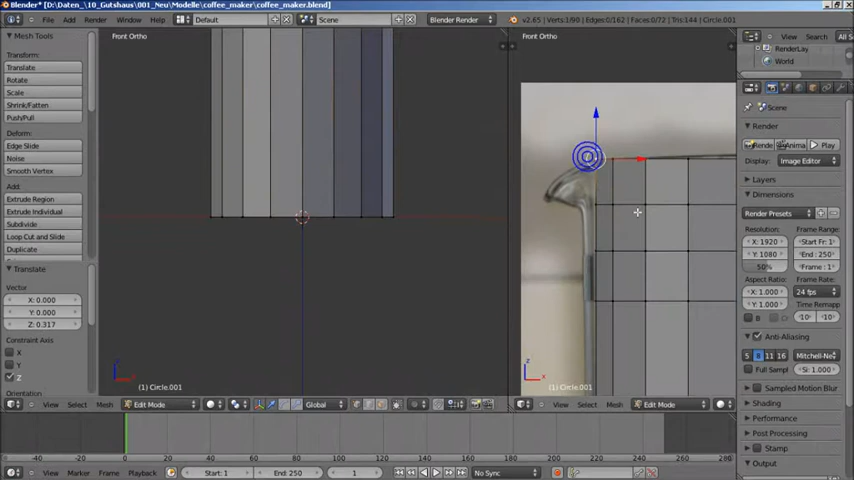 Blender* [D:\Daten_\10_Gutshaus\_00_Neu\Modelle\coffee_maker\coffee_maker.blend]
File Add Render Window Help Default Scene Blender Render v2.65 | Verts:1/90 | Edges:0/162 | Faces:0/72 | Tris:144 | Circle.001
Mesh Tools
Transform:
Translate
Rotate
Scale
Shrink/Fatten
Push/Pull
Deform:
Edge Slide
Noise
Smooth Vertex
Add:
Extrude Region
Extrude Individual
Subdivide
Loop Cut and Slide
Duplicate
Translate
Vector
X: 0.000
Y: 0.000
Z: 0.317
Constraint Axis
X
Y
Z
Orientation
Front Ortho
(1) Circle.001
View Select Mesh Edit Mode Global
Front Ortho
(1) Circle.001
View Select Mesh Edit Mode
View Search All S
RenderLay
World
Scene
Render
Rende Anima Play
Display: Image Editor
Layers
Dimensions
Render Presets
Resolution: Frame Range:
X: 1920 Start Fr: 1
Y: 1080 End : 250
50% Frame : 1
Aspect Ratio: Frame Rate:
X: 1.000 24 fps
Y: 1.000 Time Remapp
B C 10 10
Anti-Aliasing
5 8 11 16 Mitchell-Ne
Full Sampl Si: 1.000
Sampled Motion Blur
Shading
Performance
Post Processing
Stamp
Output
-40 -20 0 20 40 60 80 100 120 140 160 180 200 220 240 260 280
View Marker Frame Playback Start: 1 End: 250 1 No Sync